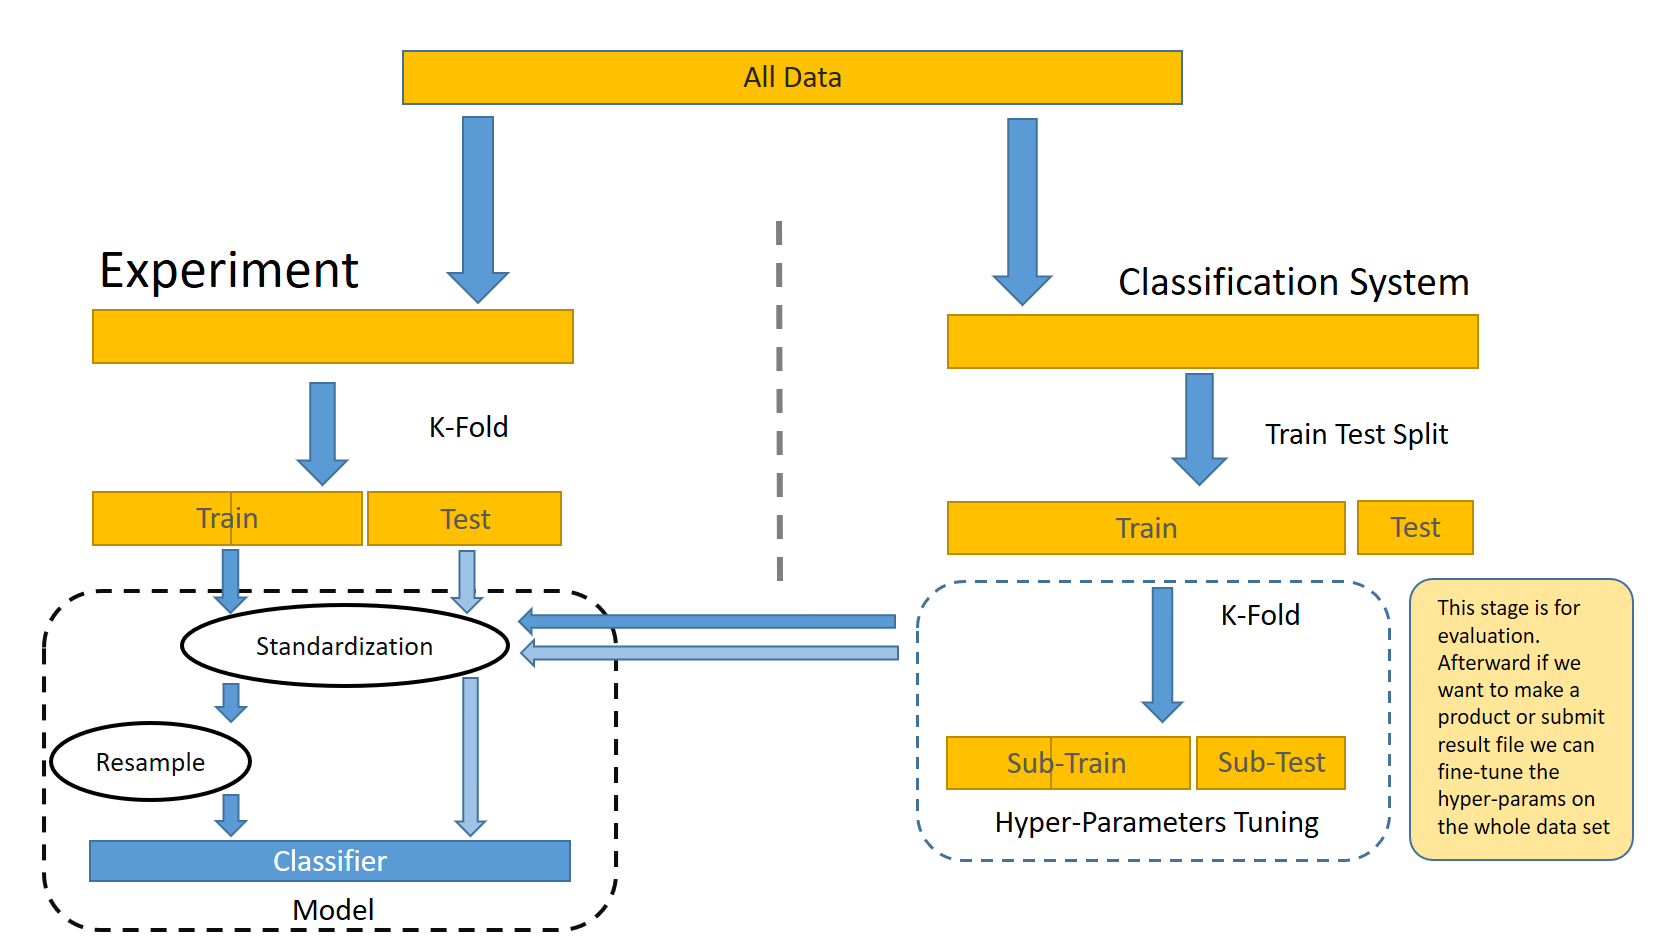 All Data
Experiment
Classification System
K-Fold
Train Test Split
Train
Test
Train
Test
Standardization
Resample
Classifier
Model
K-Fold
Sub-Train
Sub-Test
Hyper-Parameters Tuning
This stage is for
evaluation.
Afterward if we
want to make a
product or submit
result file we can
fine-tune the
hyper-params on
the whole data set